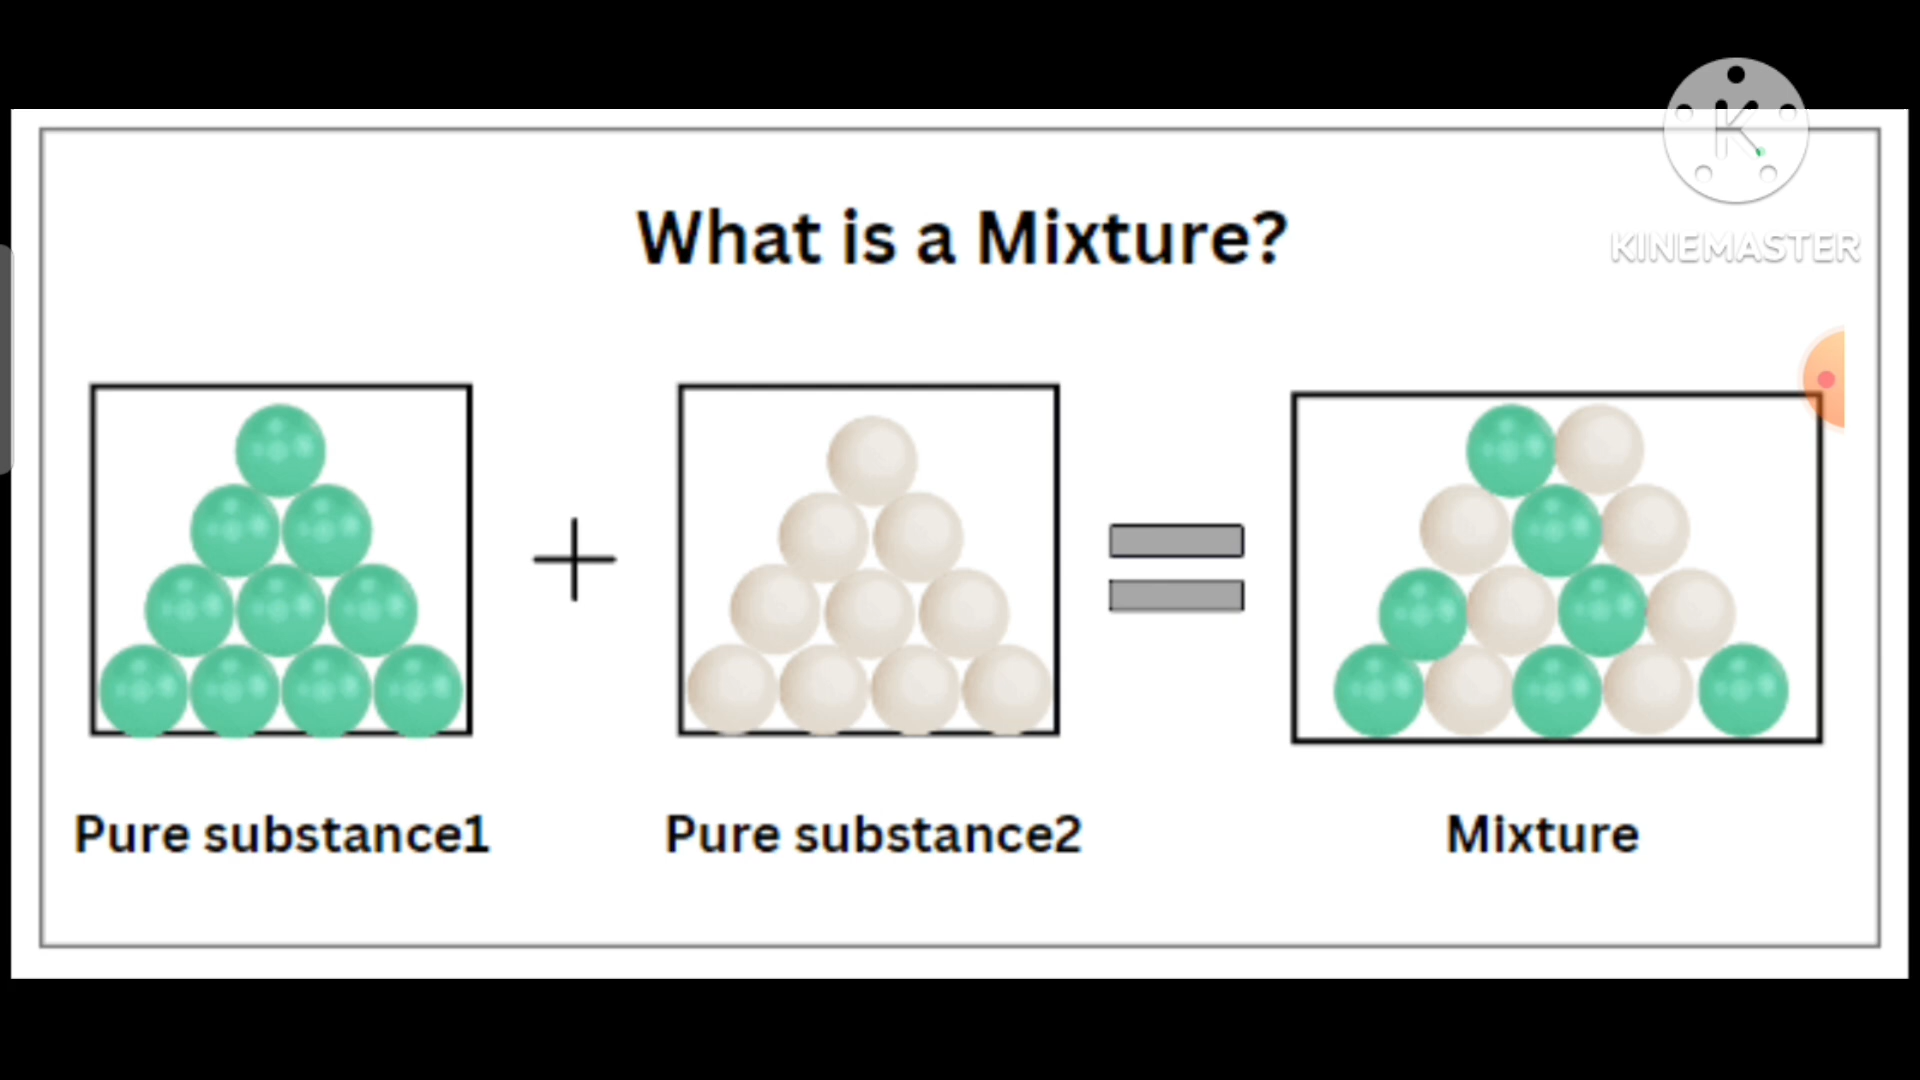 What is a Mixture?
KINEMASTER
Pure substance1
Pure substance2
Mixture